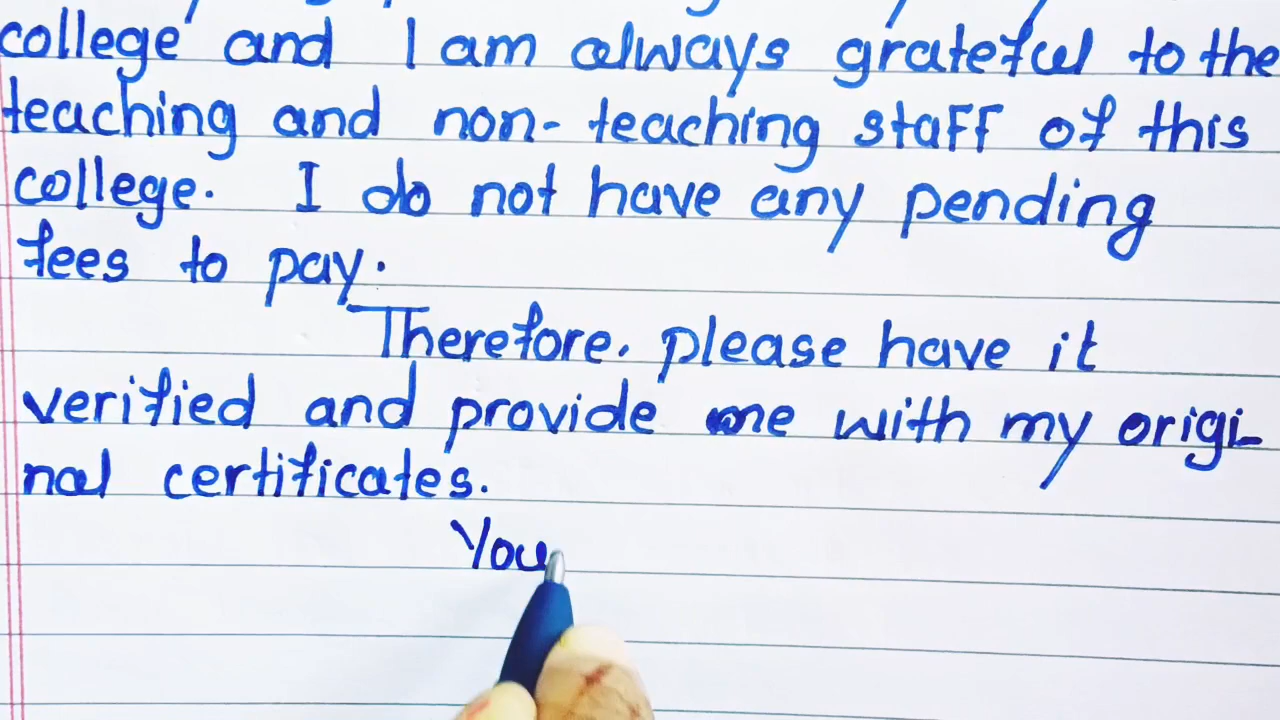 college and I am always grateful to the
teaching and non-teaching staff of this
college. I do not have any pending
fees to pay.
Therefore, please have it
verified and provide me with my origi-
nal certificates.
You